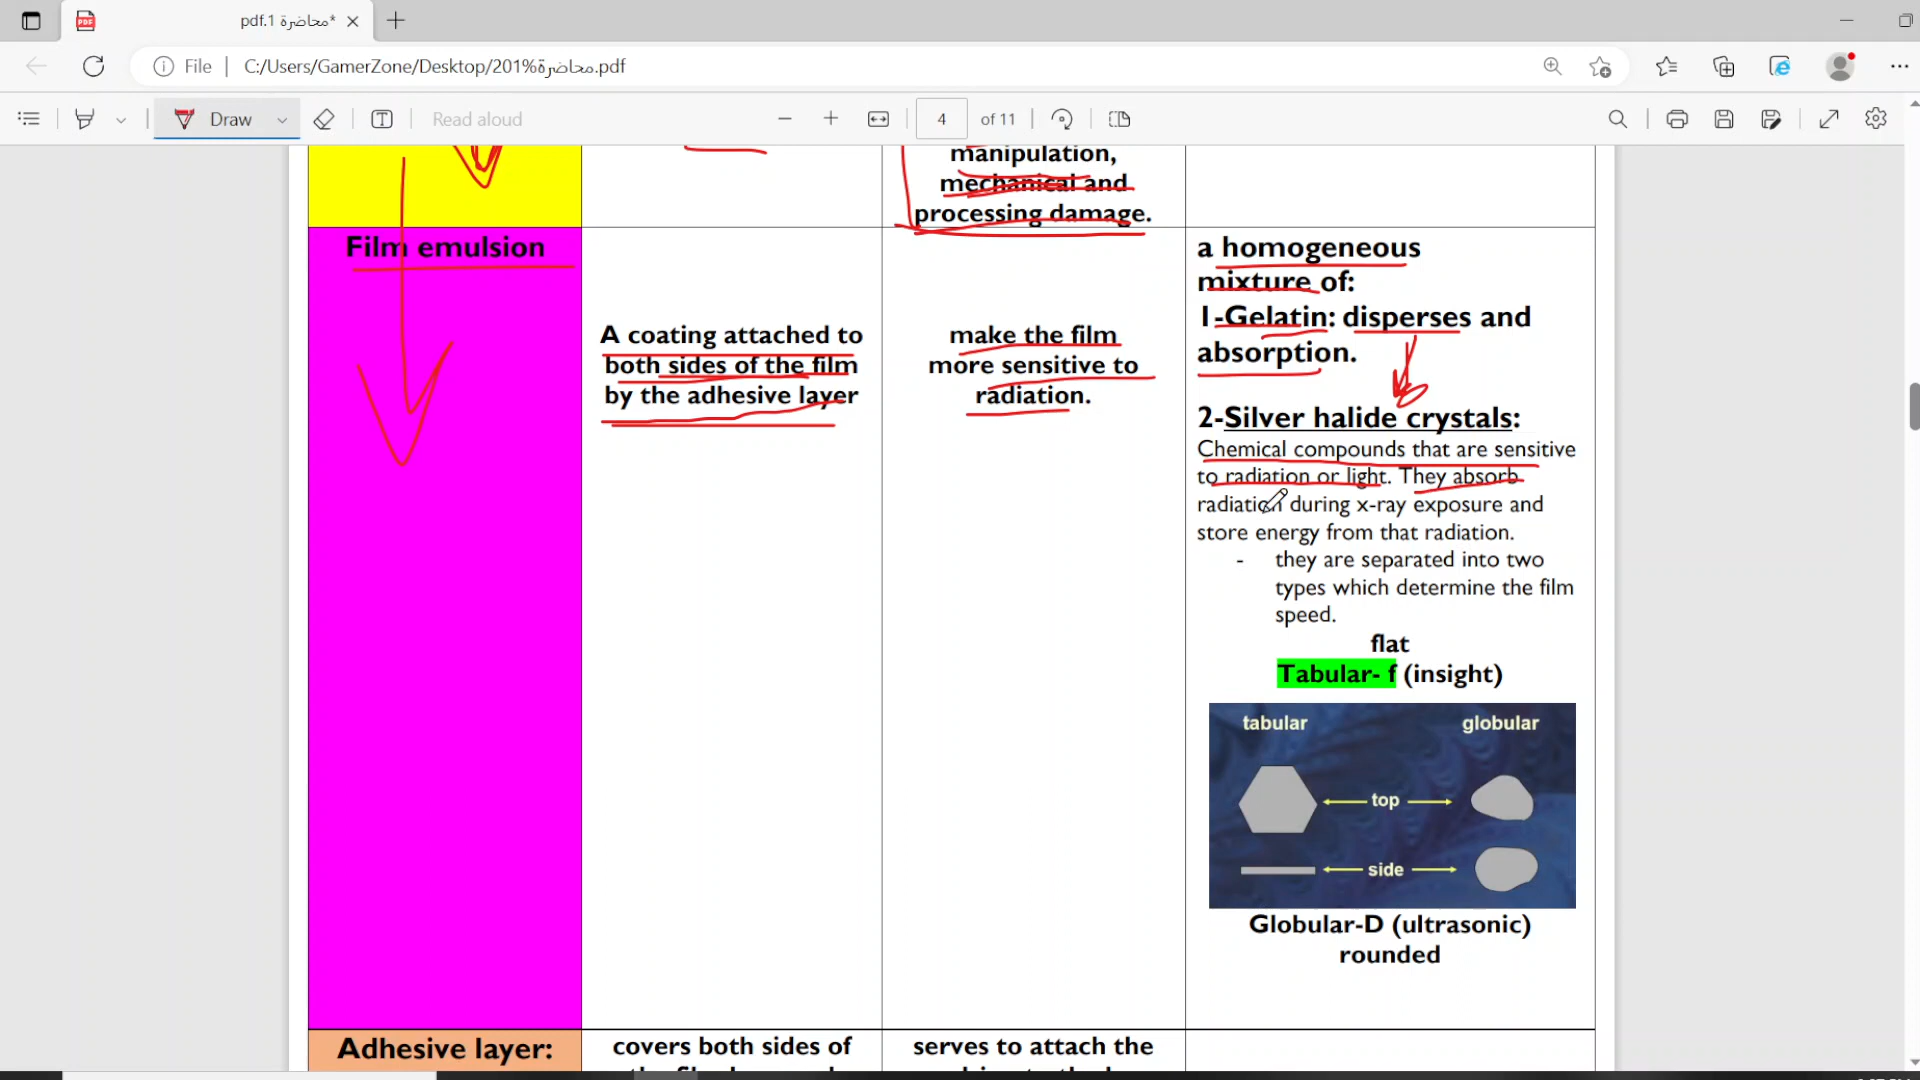 محاضرة 1.pdf*
File
C:/Users/GamerZone/Desktop/201%محاضرة.pdf
Draw
Read aloud
4
of 11
manipulation,
mechanical and
processing damage.
Film emulsion
A coating attached to
both sides of the film
by the adhesive layer
make the film
more sensitive to
radiation.
a homogeneous
mixture of:
1-Gelatin: disperses and
absorption.
2-Silver halide crystals:
Chemical compounds that are sensitive
to radiation or light. They absorb
radiation during x-ray exposure and
store energy from that radiation.
- they are separated into two
types which determine the film
speed.
flat
Tabular- f (insight)
tabular globular
top
side
Globular-D (ultrasonic)
rounded
Adhesive layer:
covers both sides of
serves to attach the